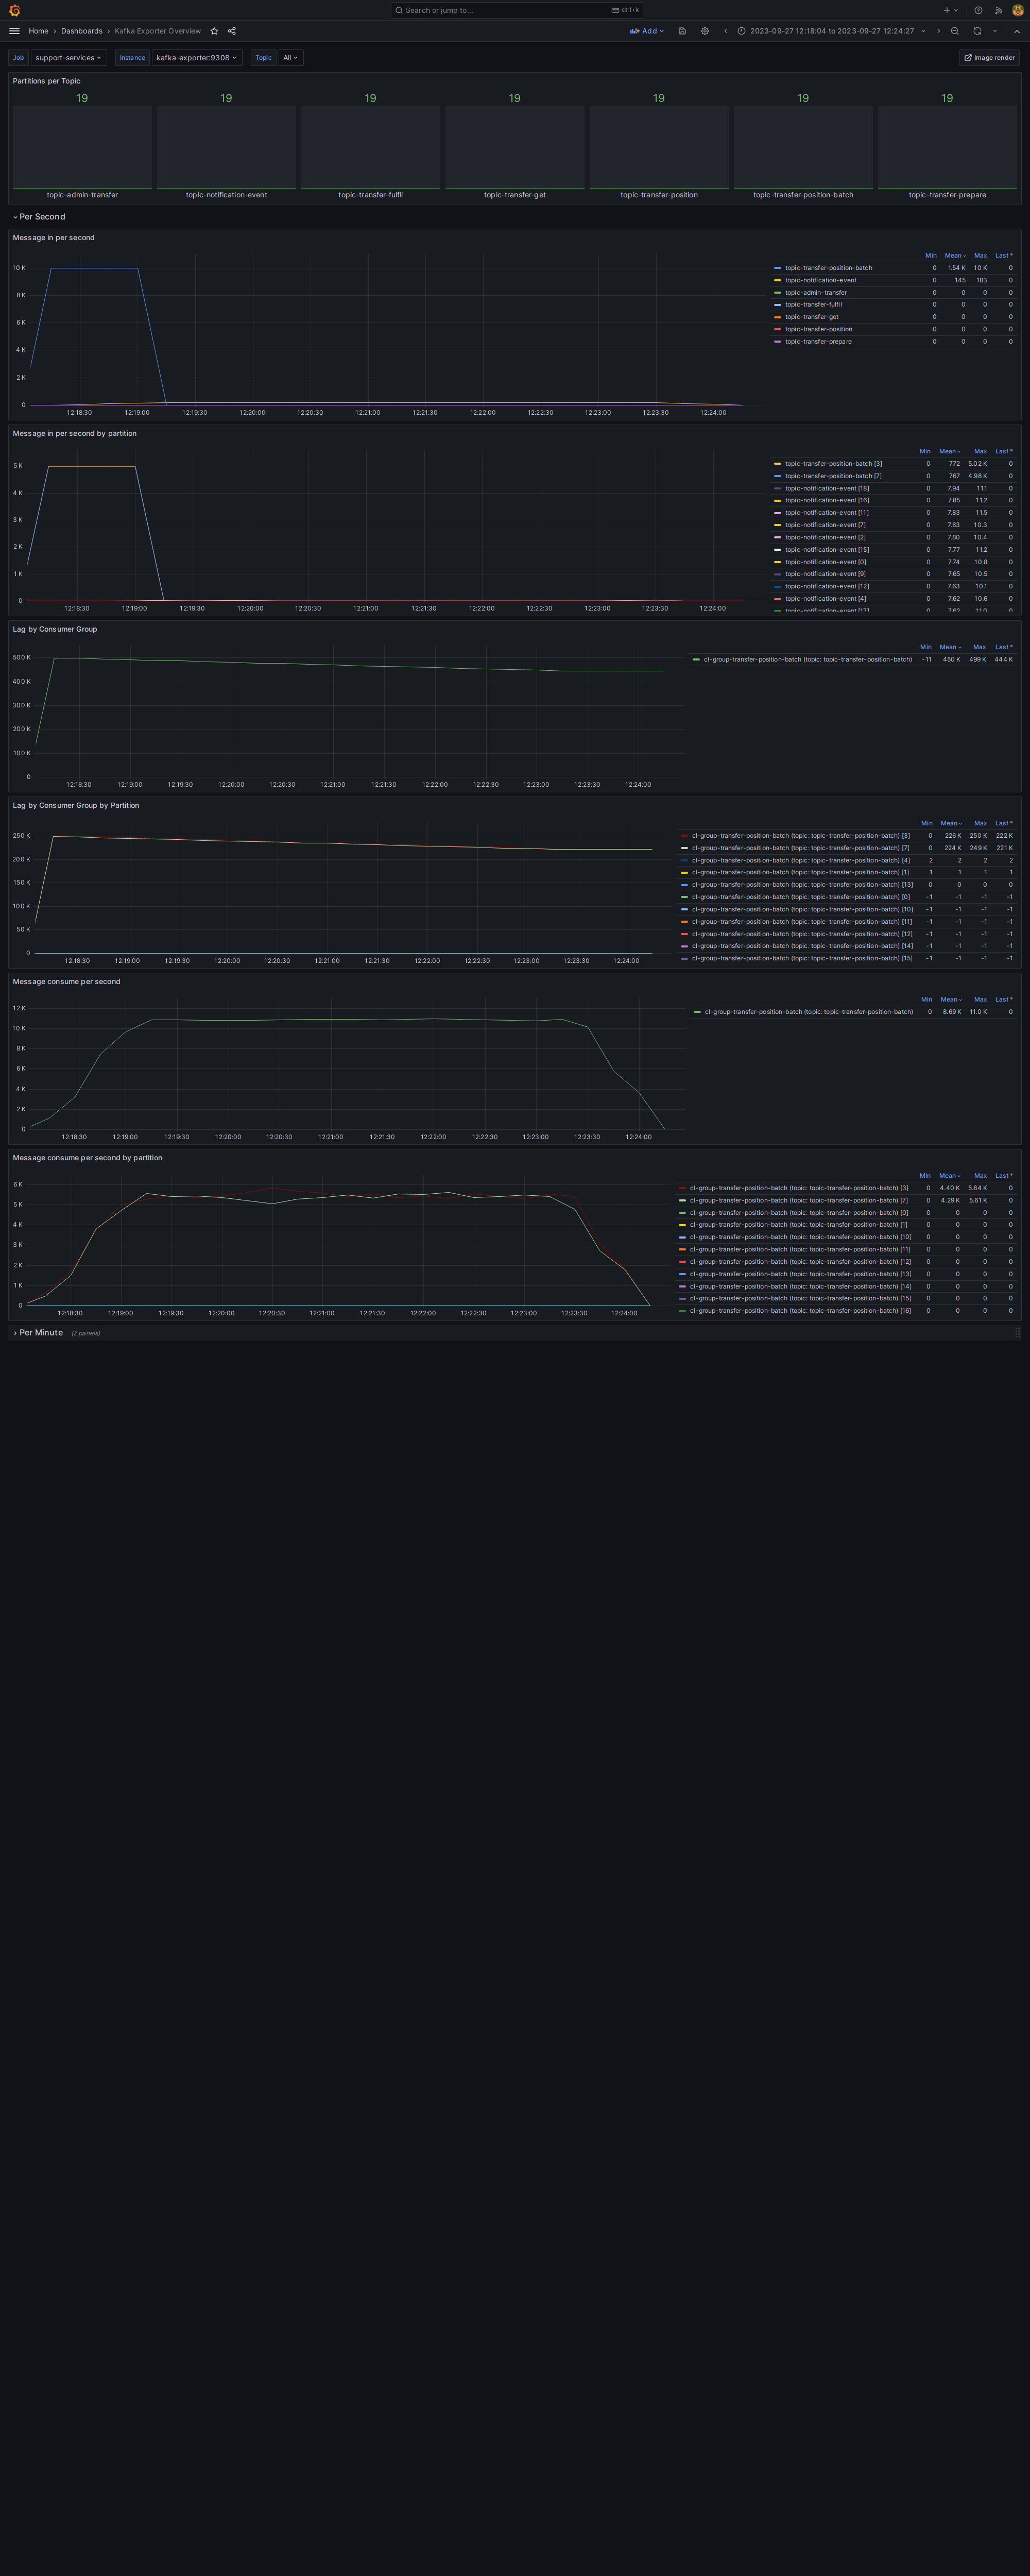 Search or jump to... ctrl+k
Home › Dashboards › Kafka Exporter Overview Add 2023-09-27 12:18:04 to 2023-09-27 12:24:27
Job support-services Instance kafka-exporter:9308 Topic All Image render
Partitions per Topic
19 19 19 19 19 19 19
topic-admin-transfer topic-notification-event topic-transfer-fulfil topic-transfer-get topic-transfer-position topic-transfer-position-batch topic-transfer-prepare
Per Second
Message in per second
10 K
8 K
6 K
4 K
2 K
0
12:18:30 12:19:00 12:19:30 12:20:00 12:20:30 12:21:00 12:21:30 12:22:00 12:22:30 12:23:00 12:23:30 12:24:00
Min Mean Max Last *
topic-transfer-position-batch 0 1.54 K 10 K 0
topic-notification-event 0 145 183 0
topic-admin-transfer 0 0 0 0
topic-transfer-fulfil 0 0 0 0
topic-transfer-get 0 0 0 0
topic-transfer-position 0 0 0 0
topic-transfer-prepare 0 0 0 0
Message in per second by partition
5 K
4 K
3 K
2 K
1 K
0
12:18:30 12:19:00 12:19:30 12:20:00 12:20:30 12:21:00 12:21:30 12:22:00 12:22:30 12:23:00 12:23:30 12:24:00
Min Mean Max Last *
topic-transfer-position-batch [3] 0 772 5.02 K 0
topic-transfer-position-batch [7] 0 767 4.98 K 0
topic-notification-event [18] 0 7.94 11.1 0
topic-notification-event [16] 0 7.85 11.2 0
topic-notification-event [11] 0 7.83 11.5 0
topic-notification-event [7] 0 7.83 10.3 0
topic-notification-event [2] 0 7.80 10.4 0
topic-notification-event [15] 0 7.77 11.2 0
topic-notification-event [0] 0 7.74 10.8 0
topic-notification-event [9] 0 7.65 10.5 0
topic-notification-event [12] 0 7.63 10.1 0
topic-notification-event [4] 0 7.62 10.6 0
topic-notification-event [17] 0 7.62 11.0 0
Lag by Consumer Group
500 K
400 K
300 K
200 K
100 K
0
12:18:30 12:19:00 12:19:30 12:20:00 12:20:30 12:21:00 12:21:30 12:22:00 12:22:30 12:23:00 12:23:30 12:24:00
Min Mean Max Last *
cl-group-transfer-position-batch (topic: topic-transfer-position-batch) -11 450 K 499 K 444 K
Lag by Consumer Group by Partition
250 K
200 K
150 K
100 K
50 K
0
12:18:30 12:19:00 12:19:30 12:20:00 12:20:30 12:21:00 12:21:30 12:22:00 12:22:30 12:23:00 12:23:30 12:24:00
Min Mean Max Last *
cl-group-transfer-position-batch (topic: topic-transfer-position-batch) [3] 0 226 K 250 K 222 K
cl-group-transfer-position-batch (topic: topic-transfer-position-batch) [7] 0 224 K 249 K 221 K
cl-group-transfer-position-batch (topic: topic-transfer-position-batch) [4] 2 2 2 2
cl-group-transfer-position-batch (topic: topic-transfer-position-batch) [1] 1 1 1 1
cl-group-transfer-position-batch (topic: topic-transfer-position-batch) [13] 0 0 0 0
cl-group-transfer-position-batch (topic: topic-transfer-position-batch) [0] -1 -1 -1 -1
cl-group-transfer-position-batch (topic: topic-transfer-position-batch) [10] -1 -1 -1 -1
cl-group-transfer-position-batch (topic: topic-transfer-position-batch) [11] -1 -1 -1 -1
cl-group-transfer-position-batch (topic: topic-transfer-position-batch) [12] -1 -1 -1 -1
cl-group-transfer-position-batch (topic: topic-transfer-position-batch) [14] -1 -1 -1 -1
cl-group-transfer-position-batch (topic: topic-transfer-position-batch) [15] -1 -1 -1 -1
Message consume per second
12 K
10 K
8 K
6 K
4 K
2 K
0
12:18:30 12:19:00 12:19:30 12:20:00 12:20:30 12:21:00 12:21:30 12:22:00 12:22:30 12:23:00 12:23:30 12:24:00
Min Mean Max Last *
cl-group-transfer-position-batch (topic: topic-transfer-position-batch) 0 8.69 K 11.0 K 0
Message consume per second by partition
6 K
5 K
4 K
3 K
2 K
1 K
0
12:18:30 12:19:00 12:19:30 12:20:00 12:20:30 12:21:00 12:21:30 12:22:00 12:22:30 12:23:00 12:23:30 12:24:00
Min Mean Max Last *
cl-group-transfer-position-batch (topic: topic-transfer-position-batch) [3] 0 4.40 K 5.84 K 0
cl-group-transfer-position-batch (topic: topic-transfer-position-batch) [7] 0 4.29 K 5.61 K 0
cl-group-transfer-position-batch (topic: topic-transfer-position-batch) [0] 0 0 0 0
cl-group-transfer-position-batch (topic: topic-transfer-position-batch) [1] 0 0 0 0
cl-group-transfer-position-batch (topic: topic-transfer-position-batch) [10] 0 0 0 0
cl-group-transfer-position-batch (topic: topic-transfer-position-batch) [11] 0 0 0 0
cl-group-transfer-position-batch (topic: topic-transfer-position-batch) [12] 0 0 0 0
cl-group-transfer-position-batch (topic: topic-transfer-position-batch) [13] 0 0 0 0
cl-group-transfer-position-batch (topic: topic-transfer-position-batch) [14] 0 0 0 0
cl-group-transfer-position-batch (topic: topic-transfer-position-batch) [15] 0 0 0 0
cl-group-transfer-position-batch (topic: topic-transfer-position-batch) [16] 0 0 0 0
Per Minute (2 panels)